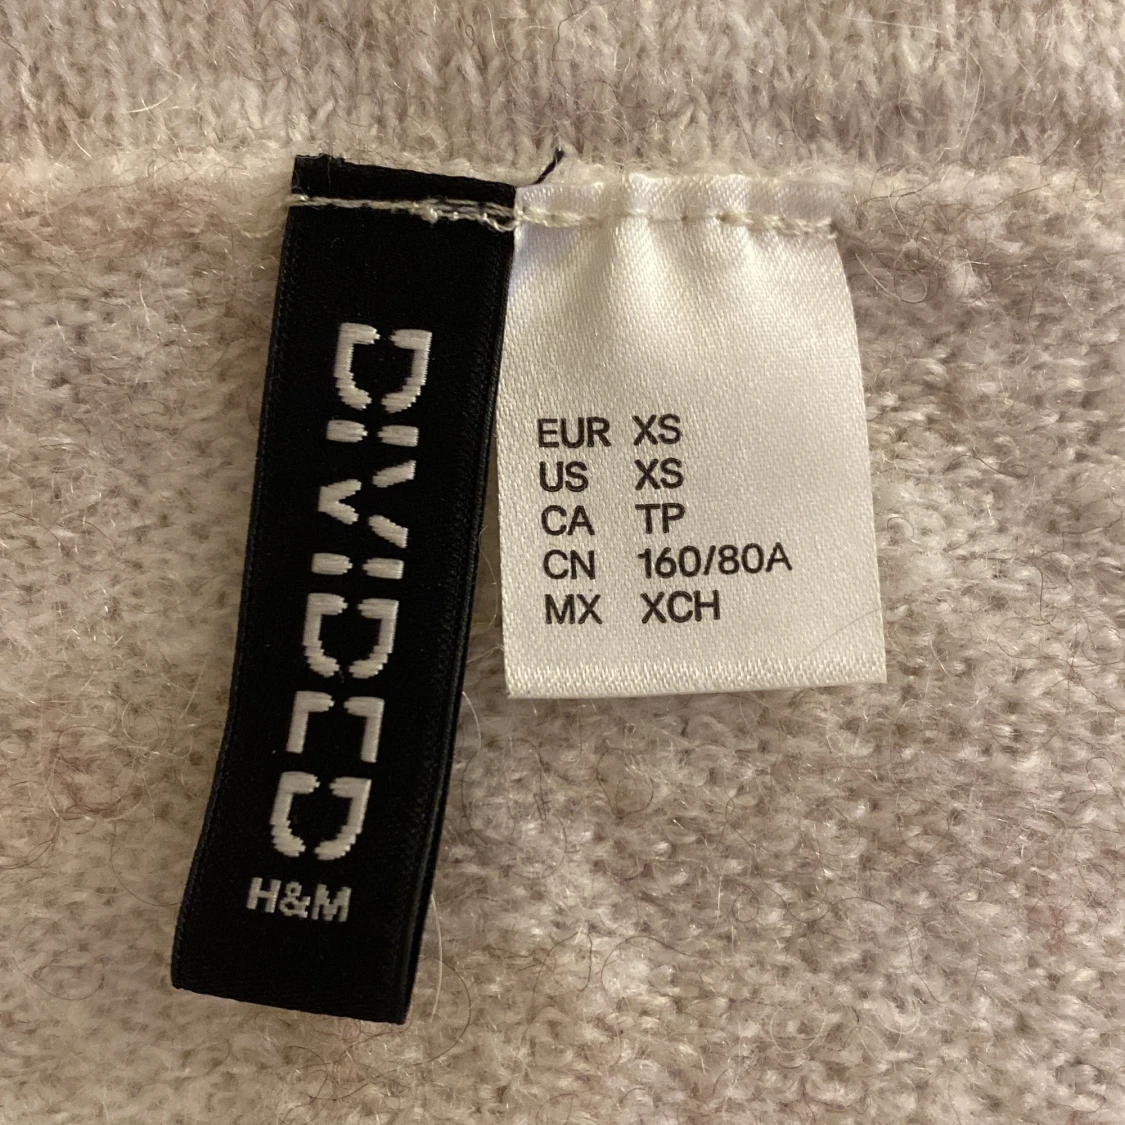 DIVIDED
H&M
EUR XS
US XS
CA TP
CN 160/80A
MX XCH